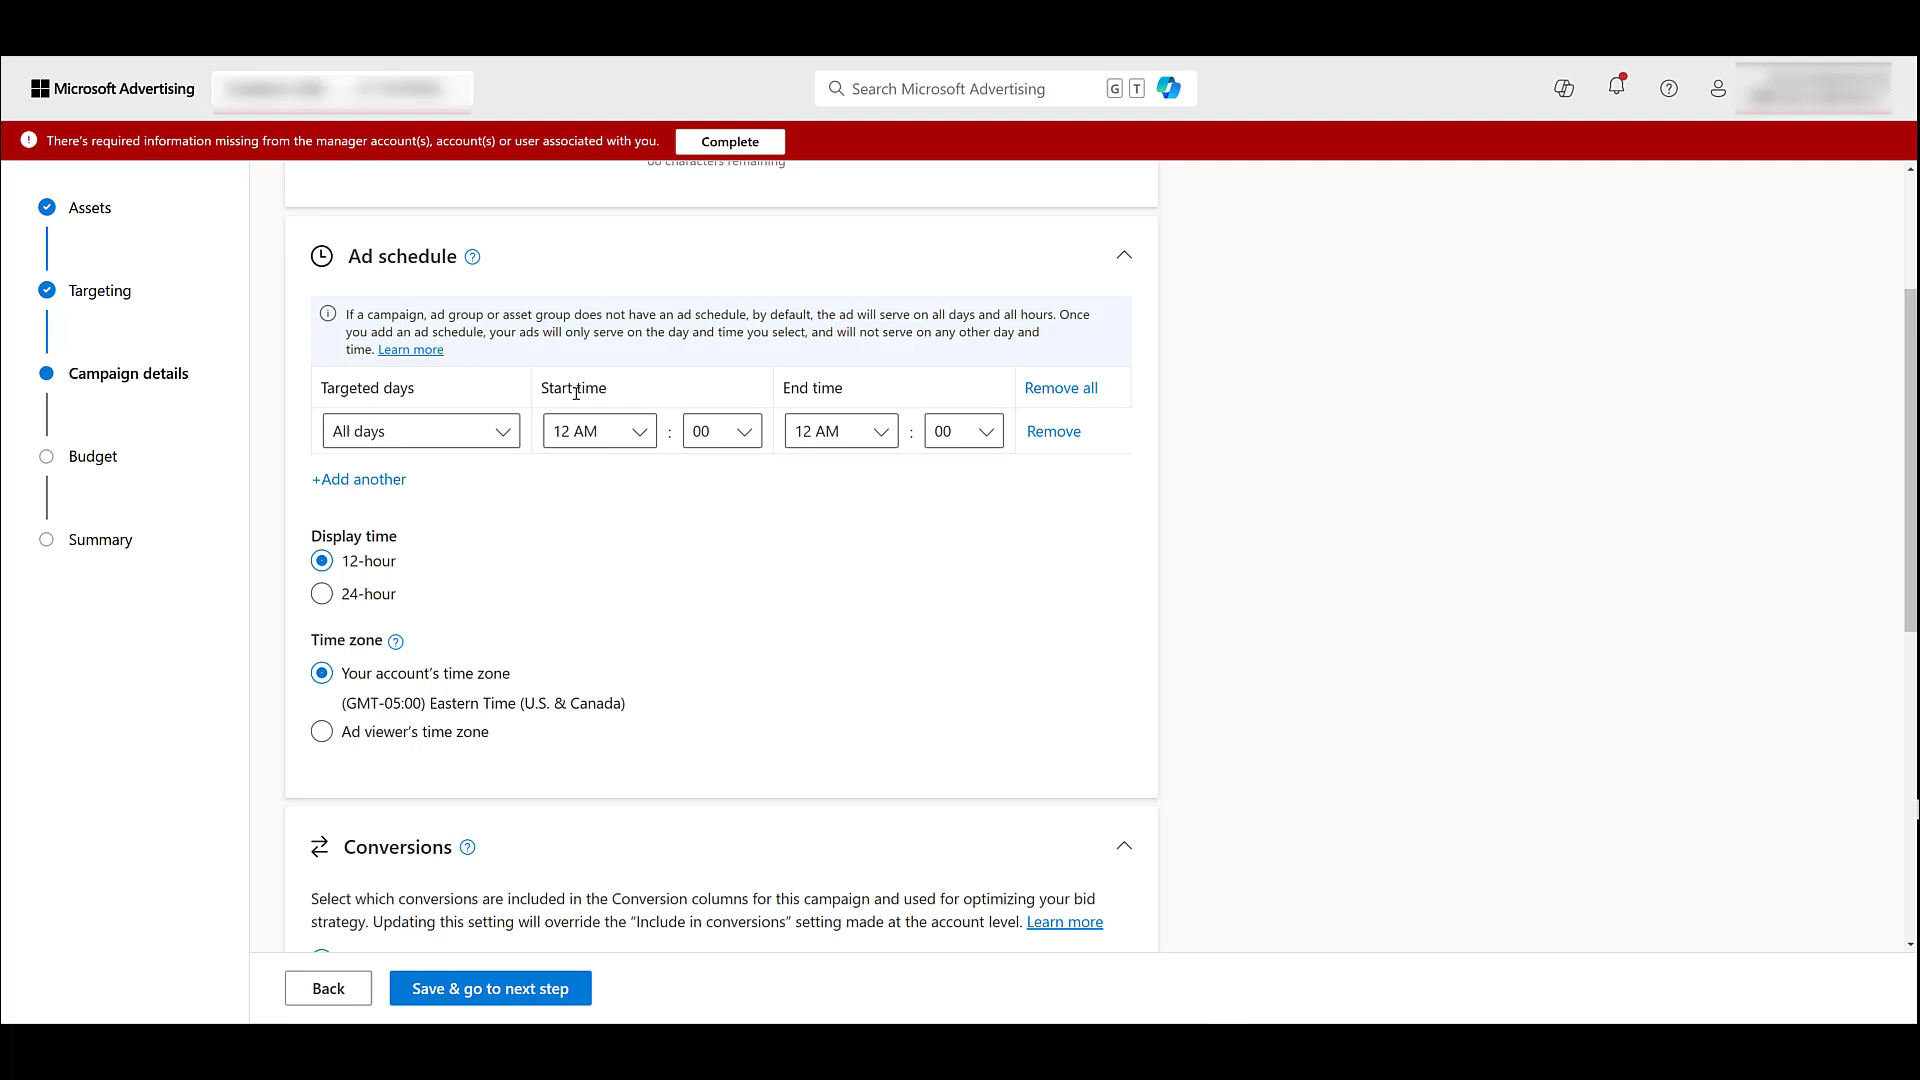 Microsoft Advertising
Search Microsoft Advertising
G T
There's required information missing from the manager account(s), account(s) or user associated with you.
Complete
Assets
Targeting
Campaign details
Budget
Summary
60 characters remaining
Ad schedule
If a campaign, ad group or asset group does not have an ad schedule, by default, the ad will serve on all days and all hours. Once
you add an ad schedule, your ads will only serve on the day and time you select, and will not serve on any other day and
time. Learn more
Targeted days Start time End time Remove all
All days 12 AM : 00 12 AM : 00 Remove
+Add another
Display time
12-hour
24-hour
Time zone
Your account's time zone
(GMT-05:00) Eastern Time (U.S. & Canada)
Ad viewer's time zone
Conversions
Select which conversions are included in the Conversion columns for this campaign and used for optimizing your bid
strategy. Updating this setting will override the "Include in conversions" setting made at the account level. Learn more
Back
Save & go to next step